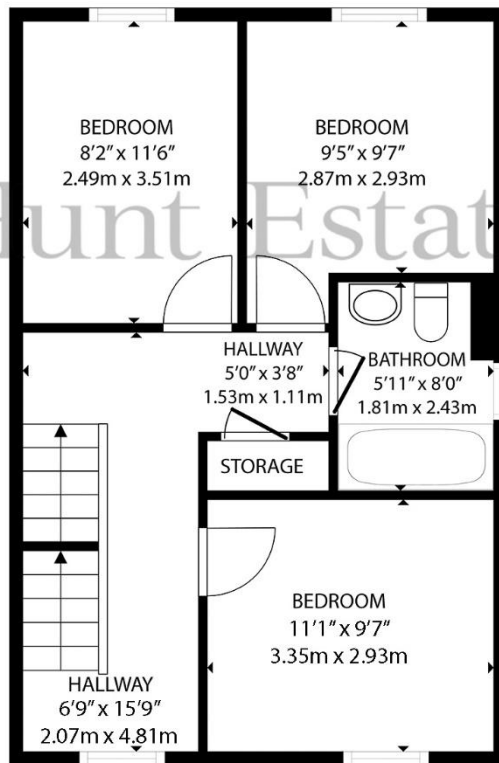 BEDROOM
8'2" x 11'6"
2.49m x 3.51m
BEDROOM
9'5" x 9'7"
2.87m x 2.93m
Hunt Estat
HALLWAY
5'0" x 3'8"
1.53m x 1.11m
BATHROOM
5'11" x 8'0"
1.81m x 2.43m
STORAGE
BEDROOM
11'1" x 9'7"
3.35m x 2.93m
HALLWAY
6'9" x 15'9"
2.07m x 4.81m